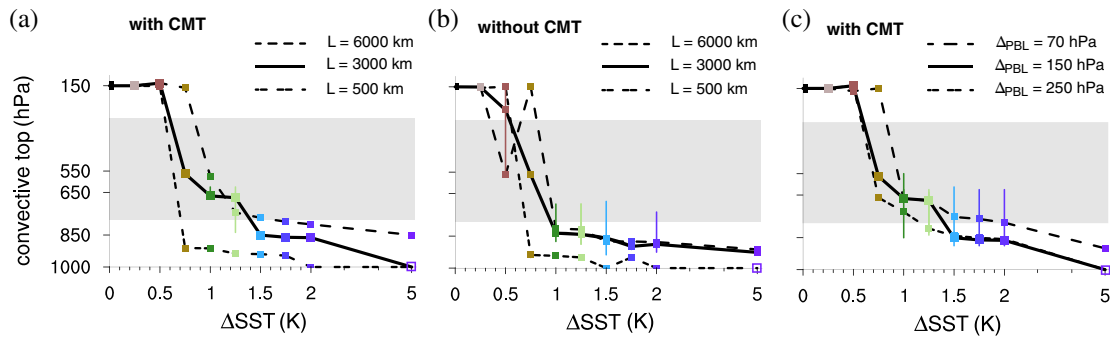 (a)
with CMT
L = 6000 km
L = 3000 km
L = 500 km
convective top (hPa)
150
550
650
850
1000
0
0.5
1
1.5
2
5
ΔSST (K)
(b)
without CMT
L = 6000 km
L = 3000 km
L = 500 km
0
0.5
1
1.5
2
5
ΔSST (K)
(c)
with CMT
Δ_PBL = 70 hPa
Δ_PBL = 150 hPa
Δ_PBL = 250 hPa
0
0.5
1
1.5
2
5
ΔSST (K)